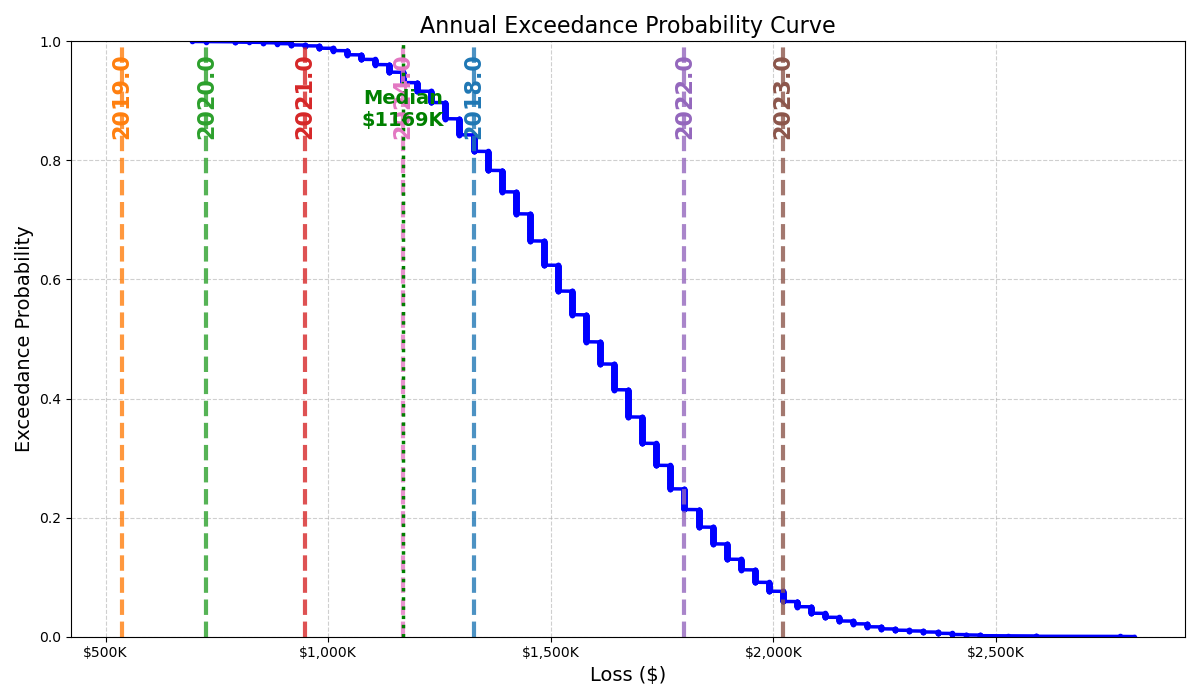 Annual Exceedance Probability Curve
1.0
0.8
0.6
0.4
0.2
0.0
Exceedance Probability
2019.0
2020.0
2021.0
2024.0
Median
$1169K
2018.0
2022.0
2023.0
$500K
$1,000K
$1,500K
$2,000K
$2,500K
Loss ($)